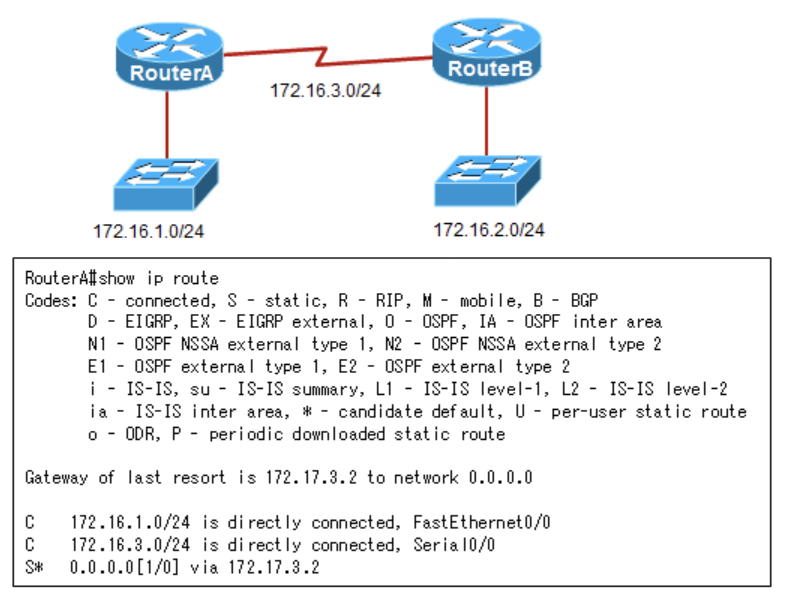 RouterA
RouterB
172.16.3.0/24
172.16.1.0/24
172.16.2.0/24
RouterA#show ip route
Codes: C - connected, S - static, R - RIP, M - mobile, B - BGP
D - EIGRP, EX - EIGRP external, O - OSPF, IA - OSPF inter area
N1 - OSPF NSSA external type 1, N2 - OSPF NSSA external type 2
E1 - OSPF external type 1, E2 - OSPF external type 2
i - IS-IS, su - IS-IS summary, L1 - IS-IS level-1, L2 - IS-IS level-2
ia - IS-IS inter area, * - candidate default, U - per-user static route
o - ODR, P - periodic downloaded static route
Gateway of last resort is 172.17.3.2 to network 0.0.0.0
C 172.16.1.0/24 is directly connected, FastEthernet0/0
C 172.16.3.0/24 is directly connected, Serial0/0
S* 0.0.0.0[1/0] via 172.17.3.2